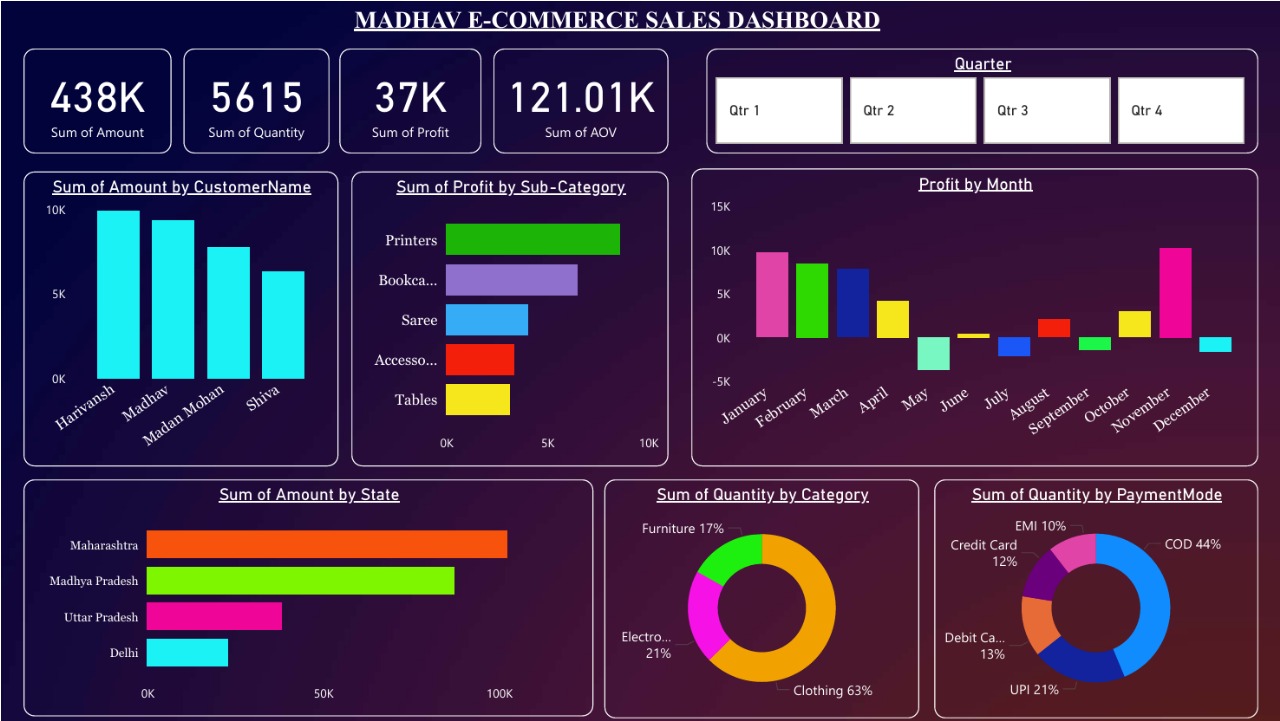 MADHAV E-COMMERCE SALES DASHBOARD
438K
Sum of Amount
5615
Sum of Quantity
37K
Sum of Profit
121.01K
Sum of AOV
Quarter
Qtr 1
Qtr 2
Qtr 3
Qtr 4
Sum of Amount by CustomerName
10K
5K
0K
Harivansh
Madhav
Madan Mohan
Shiva
Sum of Profit by Sub-Category
Printers
Bookca...
Saree
Accesso...
Tables
0K
5K
10K
Profit by Month
15K
10K
5K
0K
-5K
January
February
March
April
May
June
July
August
September
October
November
December
Sum of Amount by State
Maharashtra
Madhya Pradesh
Uttar Pradesh
Delhi
0K
50K
100K
Sum of Quantity by Category
Furniture 17%
Electro...
21%
Clothing 63%
Sum of Quantity by PaymentMode
EMI 10%
Credit Card
12%
COD 44%
Debit Ca...
13%
UPI 21%